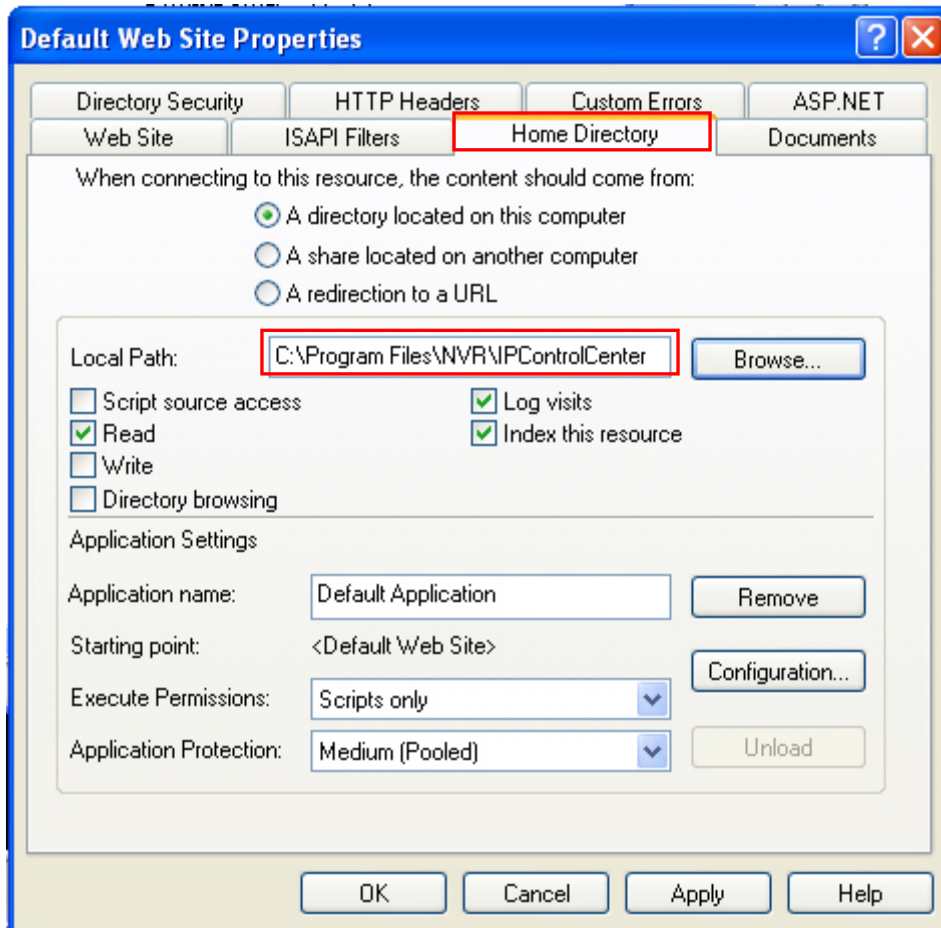 Default Web Site Properties
Directory Security HTTP Headers Custom Errors ASP.NET
Web Site ISAPI Filters Home Directory Documents
When connecting to this resource, the content should come from:
A directory located on this computer
A share located on another computer
A redirection to a URL
Local Path: C:\Program Files\NVR\IPControlCenter Browse...
Script source access Log visits
Read Index this resource
Write
Directory browsing
Application Settings
Application name: Default Application Remove
Starting point: <Default Web Site>
Configuration...
Execute Permissions: Scripts only
Application Protection: Medium (Pooled) Unload
OK Cancel Apply Help